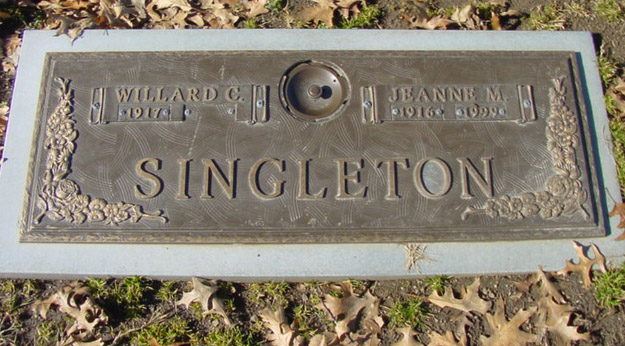 WILLARD C. JEANNE M.
1917 1916 1999
SINGLETON